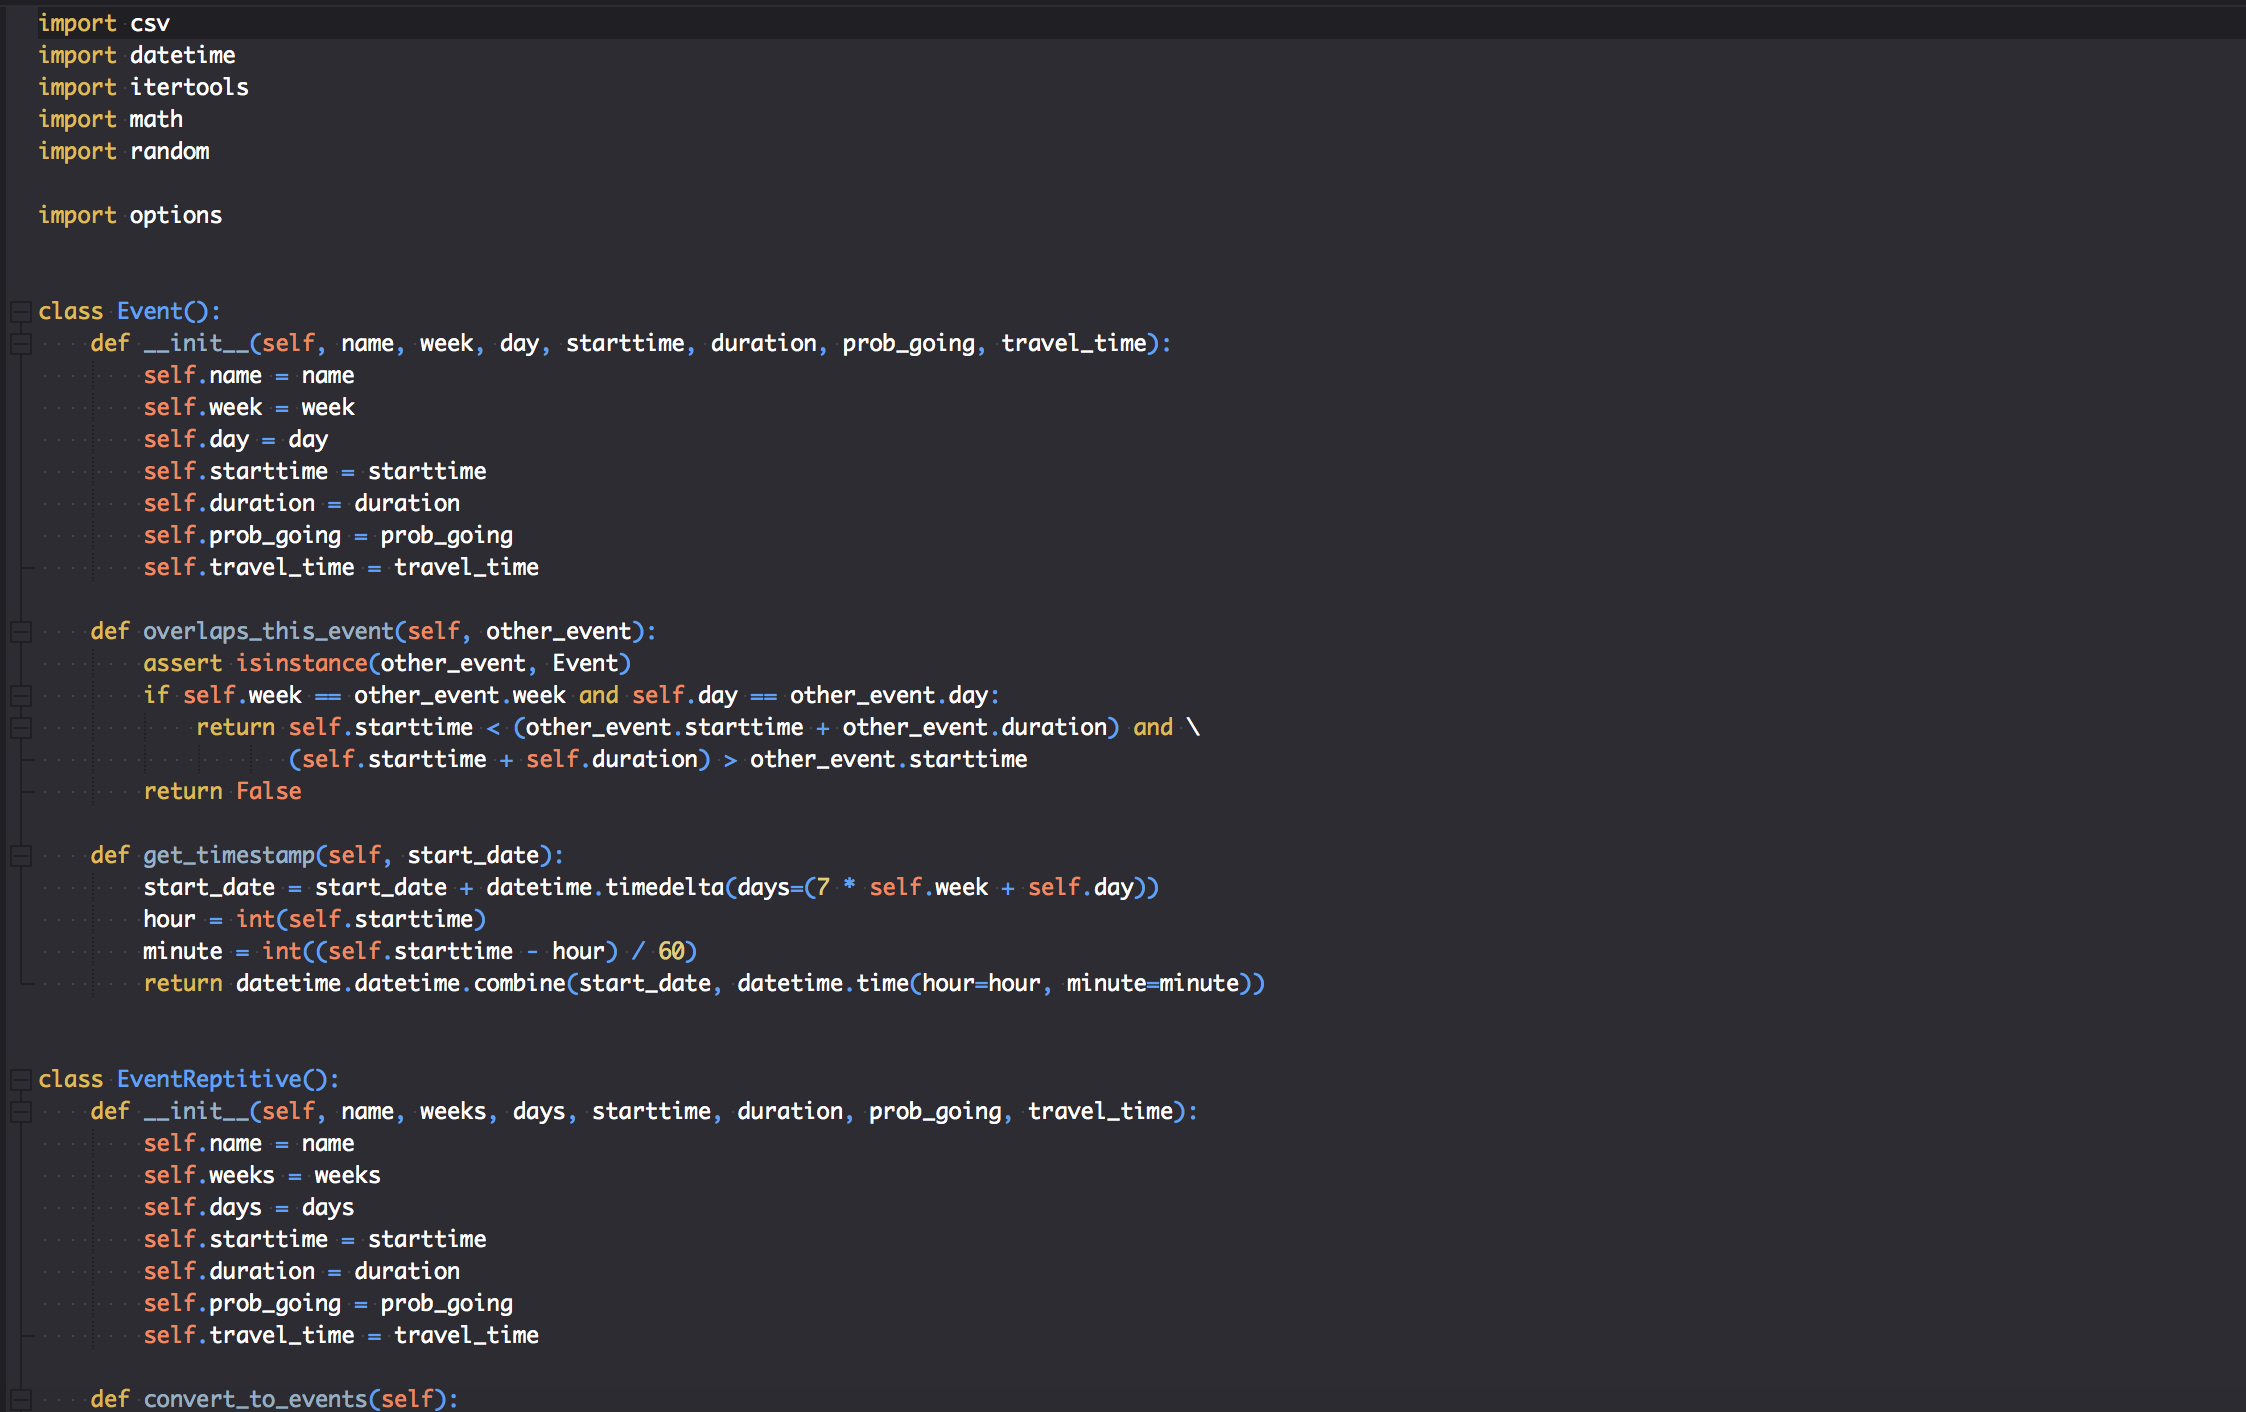 import csv
import datetime
import itertools
import math
import random

import options


class Event():
    def __init__(self, name, week, day, starttime, duration, prob_going, travel_time):
        self.name = name
        self.week = week
        self.day = day
        self.starttime = starttime
        self.duration = duration
        self.prob_going = prob_going
        self.travel_time = travel_time

    def overlaps_this_event(self, other_event):
        assert isinstance(other_event, Event)
        if self.week == other_event.week and self.day == other_event.day:
            return self.starttime < (other_event.starttime + other_event.duration) and \
                   (self.starttime + self.duration) > other_event.starttime
        return False

    def get_timestamp(self, start_date):
        start_date = start_date + datetime.timedelta(days=(7 * self.week + self.day))
        hour = int(self.starttime)
        minute = int((self.starttime - hour) / 60)
        return datetime.datetime.combine(start_date, datetime.time(hour=hour, minute=minute))


class EventReptitive():
    def __init__(self, name, weeks, days, starttime, duration, prob_going, travel_time):
        self.name = name
        self.weeks = weeks
        self.days = days
        self.starttime = starttime
        self.duration = duration
        self.prob_going = prob_going
        self.travel_time = travel_time

    def convert_to_events(self):